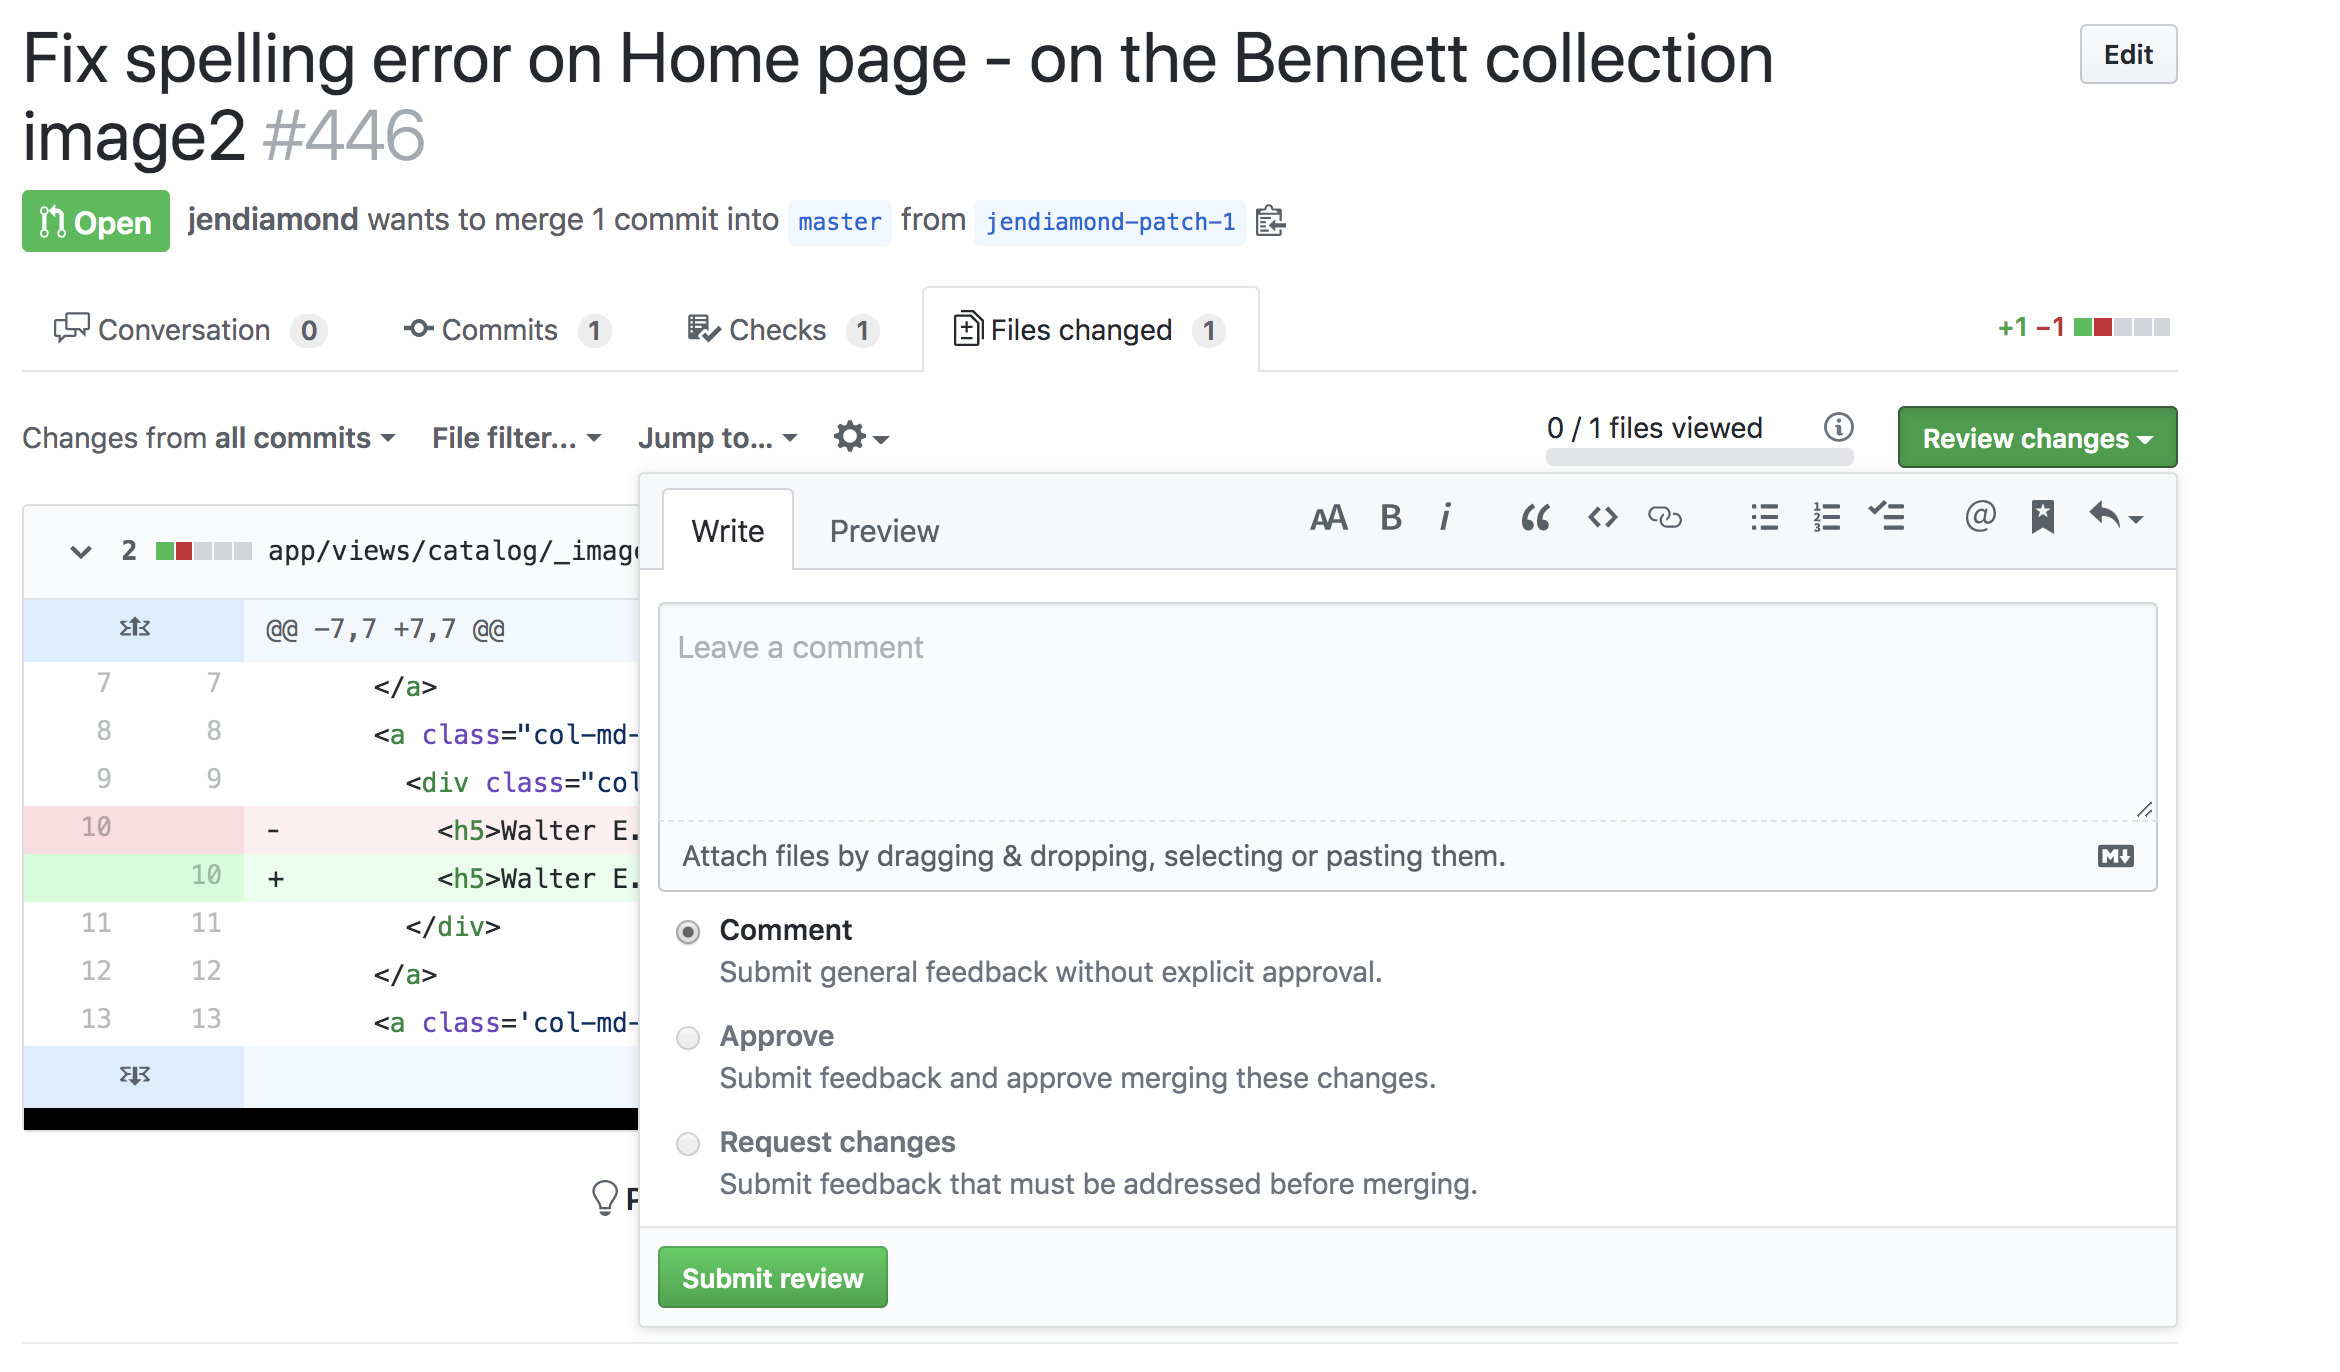 Fix spelling error on Home page - on the Bennett collection
image2 #446
Edit
Open jendiamond wants to merge 1 commit into master from jendiamond-patch-1
Conversation 0 Commits 1 Checks 1 Files changed 1 +1 −1
Changes from all commits File filter... Jump to... 0 / 1 files viewed Review changes
2 app/views/catalog/_image
@@ -7,7 +7,7 @@
7 7 </a>
8 8 <a class="col-md-
9 9 <div class="col
10 - <h5>Walter E.
10 + <h5>Walter E.
11 11 </div>
12 12 </a>
13 13 <a class='col-md-
P
Write Preview AA B i
Leave a comment
Attach files by dragging & dropping, selecting or pasting them.
Comment
Submit general feedback without explicit approval.
Approve
Submit feedback and approve merging these changes.
Request changes
Submit feedback that must be addressed before merging.
Submit review